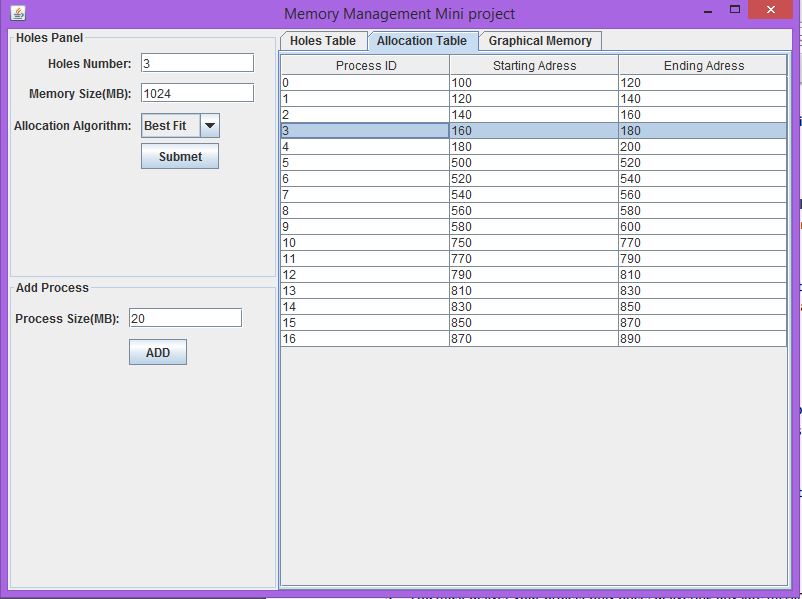 Memory Management Mini project
Holes Panel
Holes Number: 3
Memory Size(MB): 1024
Allocation Algorithm: Best Fit
Submet
Add Process
Process Size(MB): 20
ADD
Holes Table Allocation Table Graphical Memory
Process ID Starting Adress Ending Adress
0 100 120
1 120 140
2 140 160
3 160 180
4 180 200
5 500 520
6 520 540
7 540 560
8 560 580
9 580 600
10 750 770
11 770 790
12 790 810
13 810 830
14 830 850
15 850 870
16 870 890